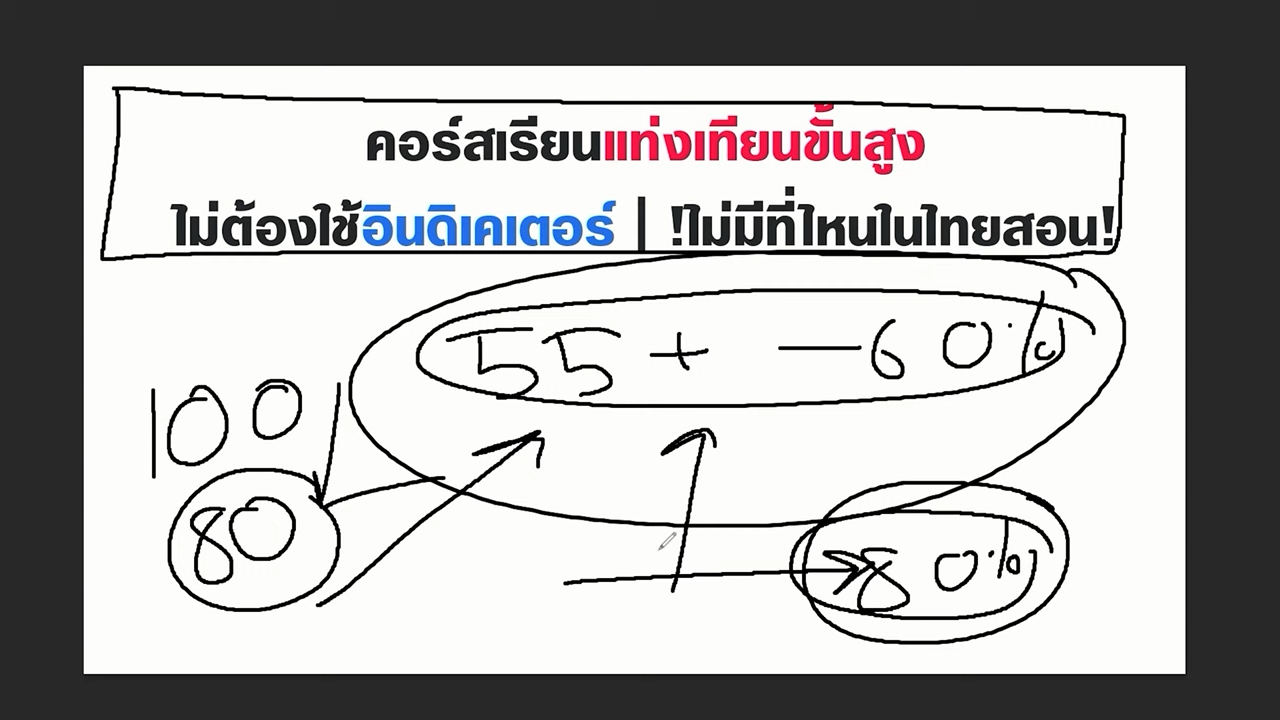 คอร์สเรียนแท่งเทียนขั้นสูง
ไม่ต้องใช้อินดิเคเตอร์ | !ไม่มีที่ไหนในไทยสอน!
55 + - 60%
100
80
80%